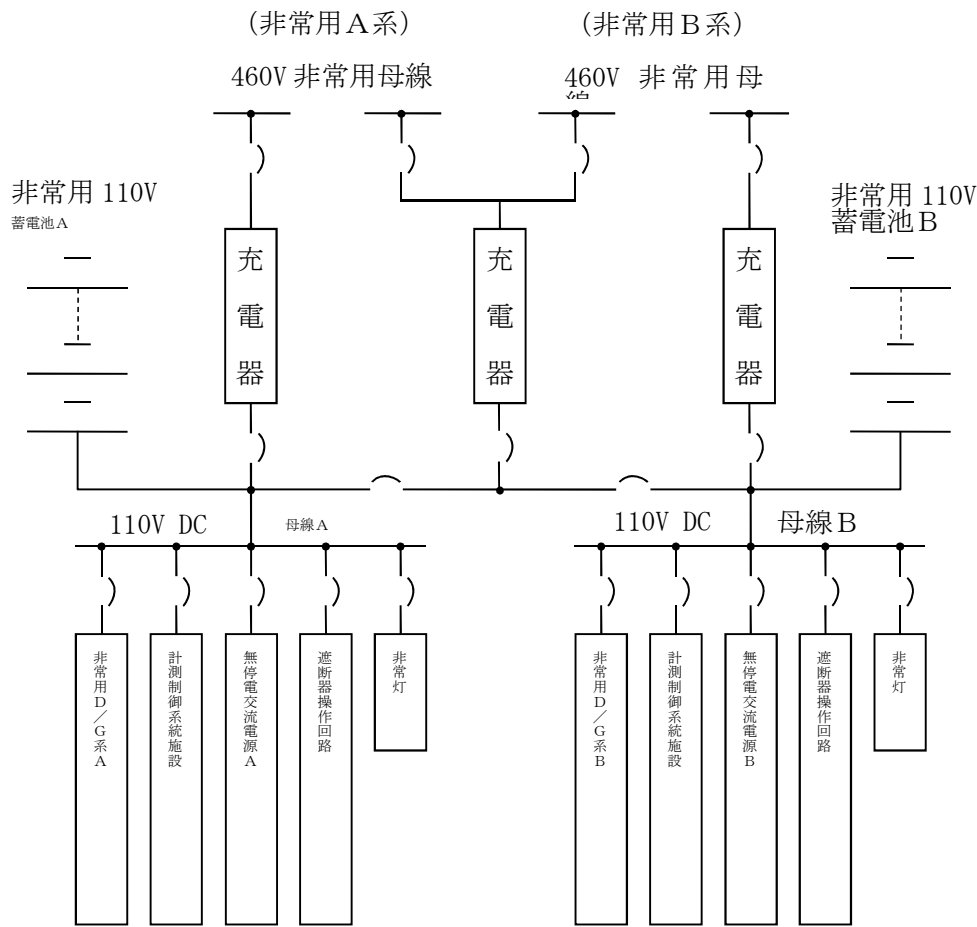 (非常用A系)
(非常用B系)
460V 非常用母線
460V 非常用母
線
非常用 110V
蓄電池A
非常用 110V
蓄電池B
充電器
充電器
充電器
110V DC 母線A
110V DC 母線B
非常用D/G系A
計測制御系統施設
無停電交流電源A
遮断器操作回路
非常灯
非常用D/G系B
計測制御系統施設
無停電交流電源B
遮断器操作回路
非常灯